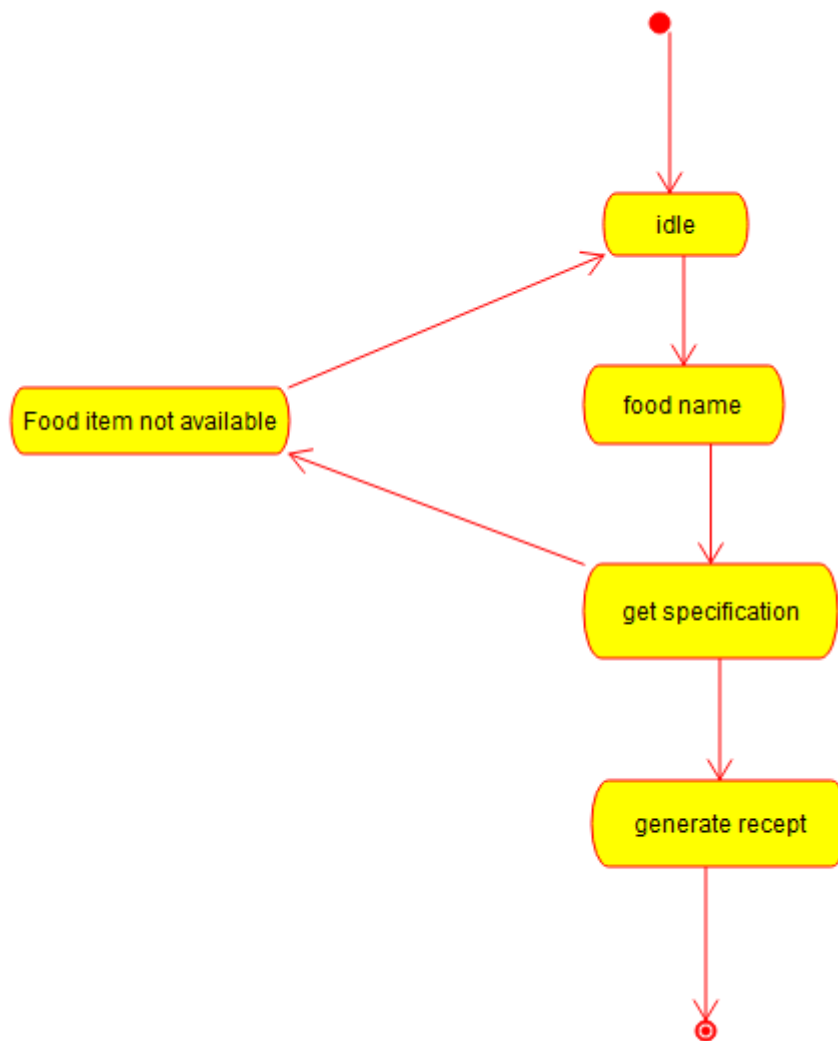 idle
food name
Food item not available
get specification
generate recept